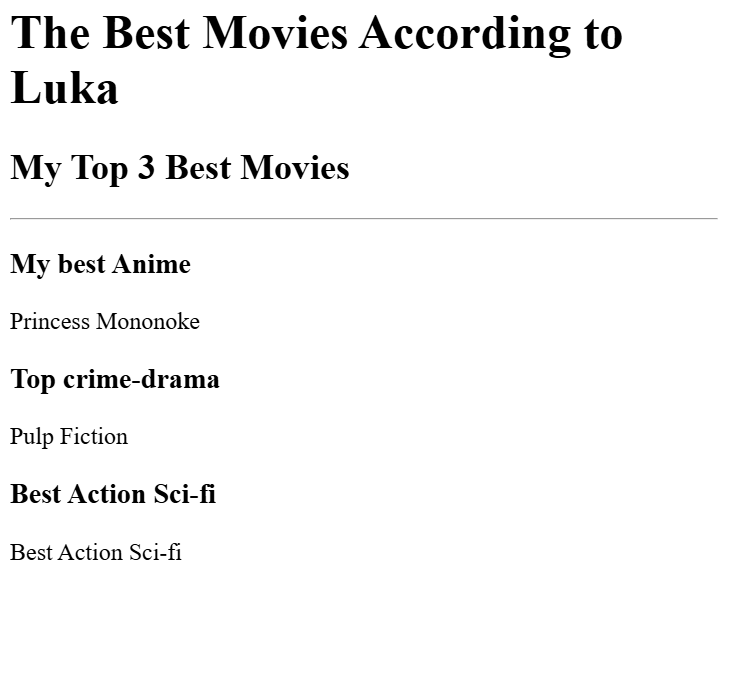 The Best Movies According to
Luka
My Top 3 Best Movies
My best Anime
Princess Mononoke
Top crime-drama
Pulp Fiction
Best Action Sci-fi
Best Action Sci-fi